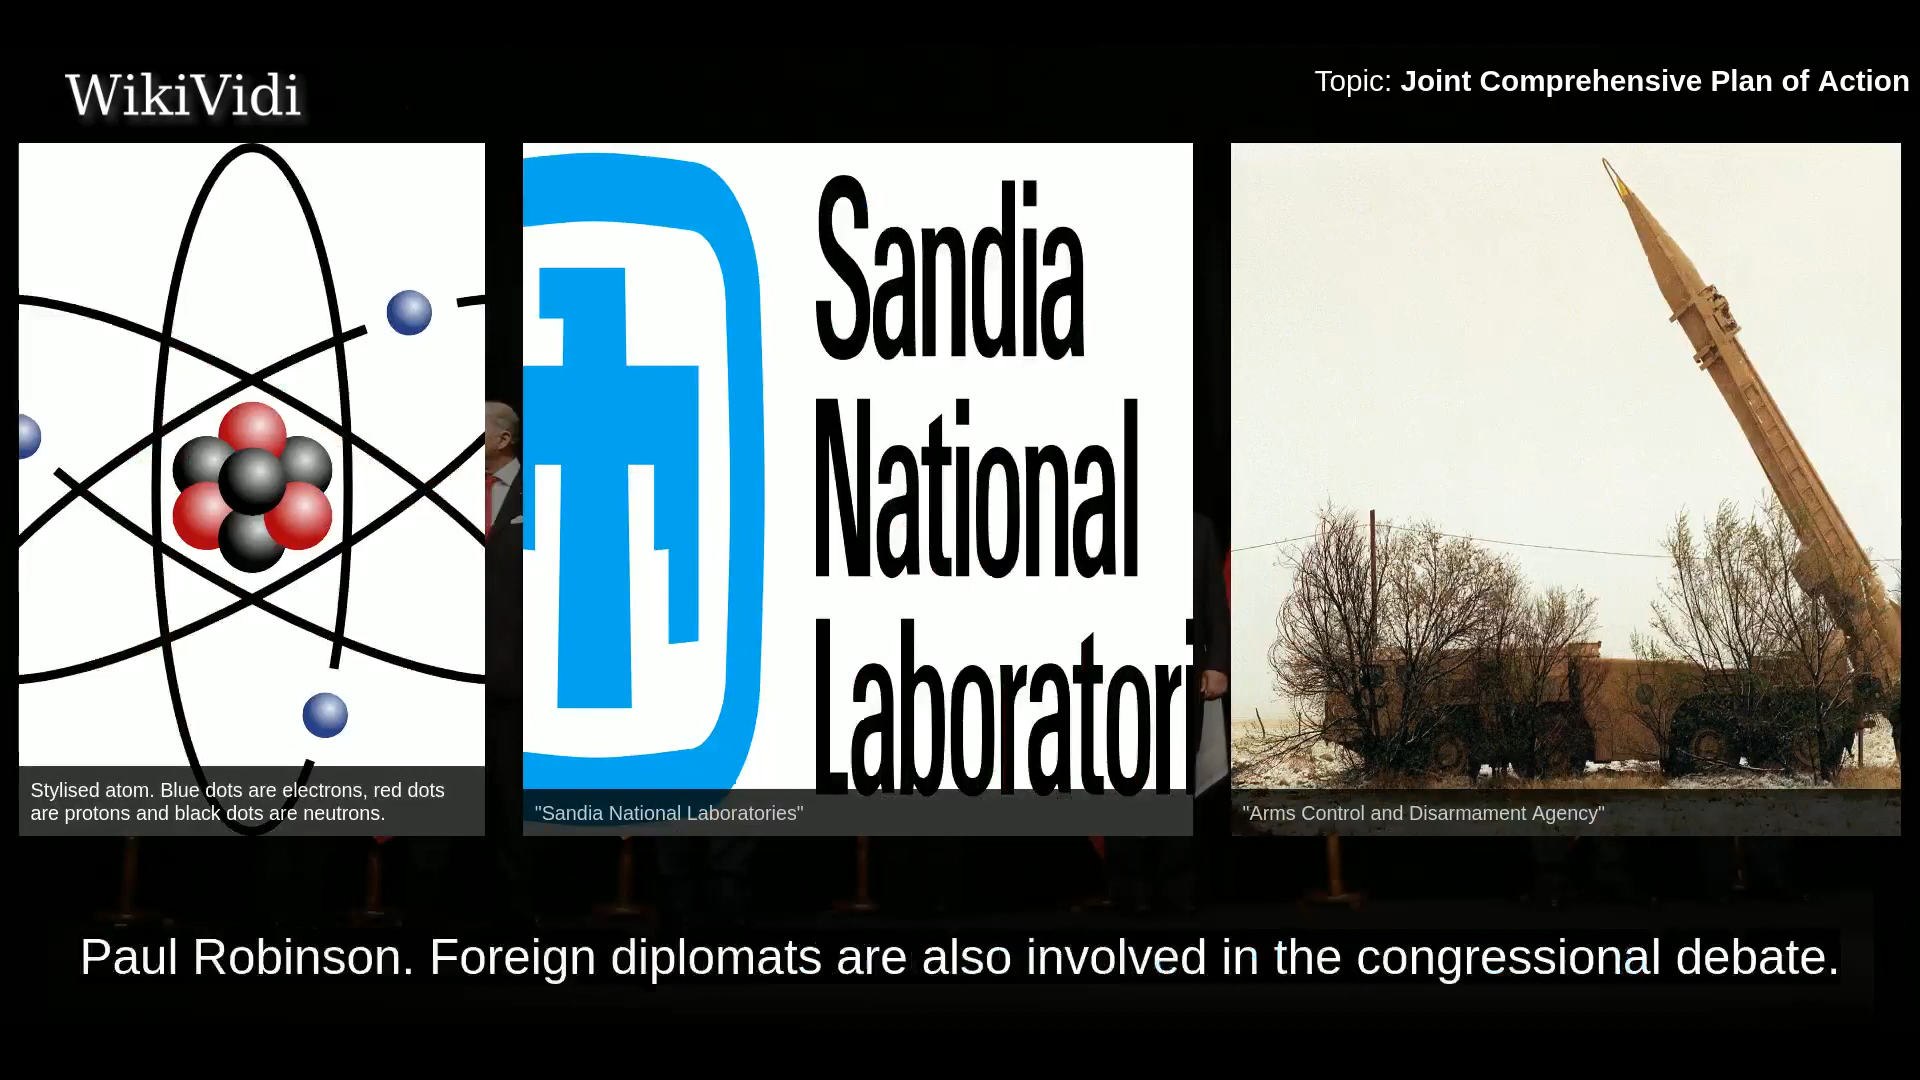 WikiVidi
Topic: Joint Comprehensive Plan of Action
Sandia
National
Laboratori
Stylised atom. Blue dots are electrons, red dots
are protons and black dots are neutrons.
"Sandia National Laboratories"
"Arms Control and Disarmament Agency"
Paul Robinson. Foreign diplomats are also involved in the congressional debate.